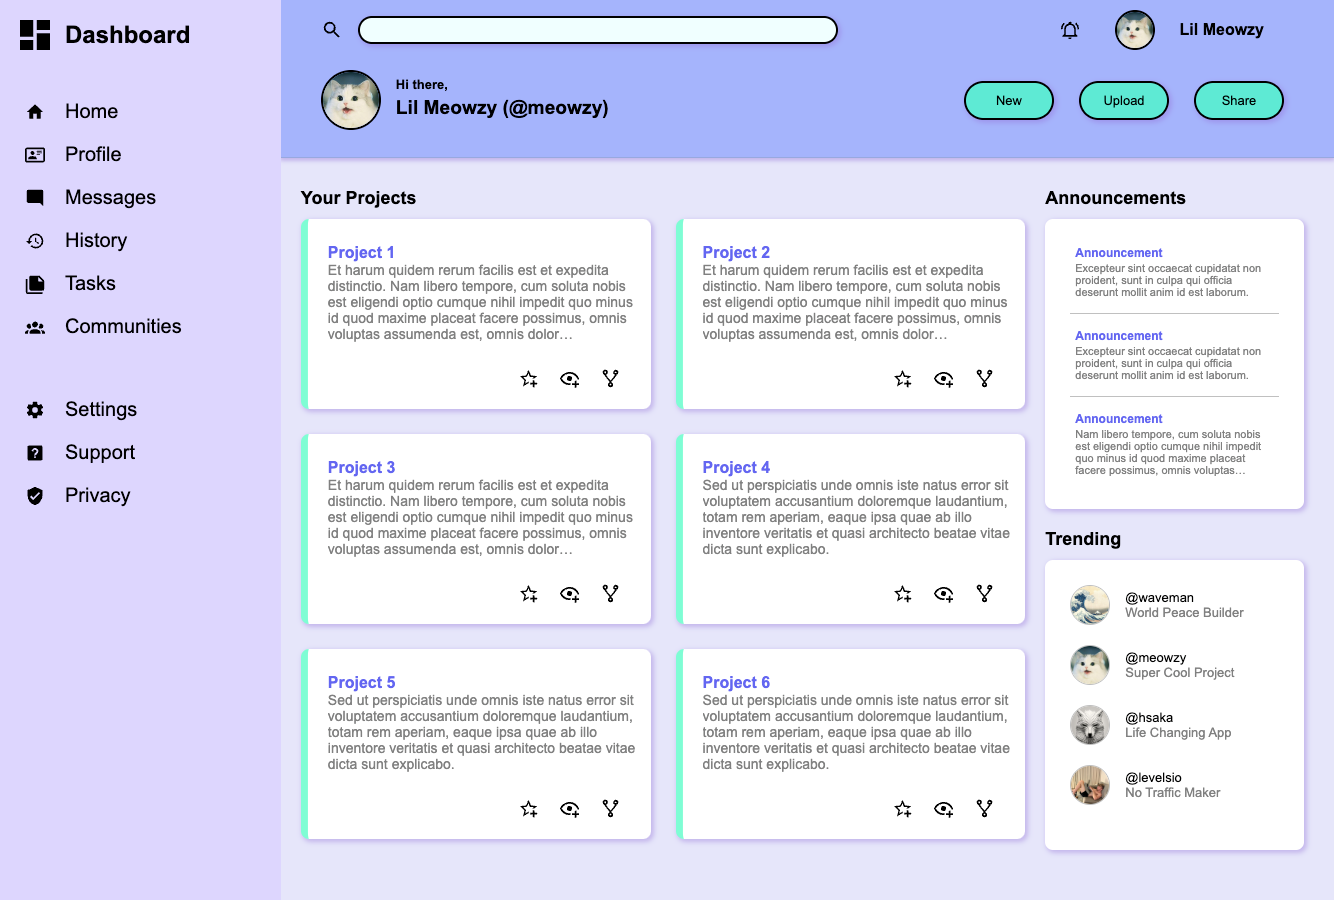 Dashboard
Home
Profile
Messages
History
Tasks
Communities
Settings
Support
Privacy
Lil Meowzy
Hi there,
Lil Meowzy (@meowzy)
New
Upload
Share
Your Projects
Project 1
Et harum quidem rerum facilis est et expedita
distinctio. Nam libero tempore, cum soluta nobis
est eligendi optio cumque nihil impedit quo minus
id quod maxime placeat facere possimus, omnis
voluptas assumenda est, omnis dolor…
Project 2
Et harum quidem rerum facilis est et expedita
distinctio. Nam libero tempore, cum soluta nobis
est eligendi optio cumque nihil impedit quo minus
id quod maxime placeat facere possimus, omnis
voluptas assumenda est, omnis dolor…
Project 3
Et harum quidem rerum facilis est et expedita
distinctio. Nam libero tempore, cum soluta nobis
est eligendi optio cumque nihil impedit quo minus
id quod maxime placeat facere possimus, omnis
voluptas assumenda est, omnis dolor…
Project 4
Sed ut perspiciatis unde omnis iste natus error sit
voluptatem accusantium doloremque laudantium,
totam rem aperiam, eaque ipsa quae ab illo
inventore veritatis et quasi architecto beatae vitae
dicta sunt explicabo.
Project 5
Sed ut perspiciatis unde omnis iste natus error sit
voluptatem accusantium doloremque laudantium,
totam rem aperiam, eaque ipsa quae ab illo
inventore veritatis et quasi architecto beatae vitae
dicta sunt explicabo.
Project 6
Sed ut perspiciatis unde omnis iste natus error sit
voluptatem accusantium doloremque laudantium,
totam rem aperiam, eaque ipsa quae ab illo
inventore veritatis et quasi architecto beatae vitae
dicta sunt explicabo.
Announcements
Announcement
Excepteur sint occaecat cupidatat non
proident, sunt in culpa qui officia
deserunt mollit anim id est laborum.
Announcement
Excepteur sint occaecat cupidatat non
proident, sunt in culpa qui officia
deserunt mollit anim id est laborum.
Announcement
Nam libero tempore, cum soluta nobis
est eligendi optio cumque nihil impedit
quo minus id quod maxime placeat
facere possimus, omnis voluptas…
Trending
@waveman
World Peace Builder
@meowzy
Super Cool Project
@hsaka
Life Changing App
@levelsio
No Traffic Maker